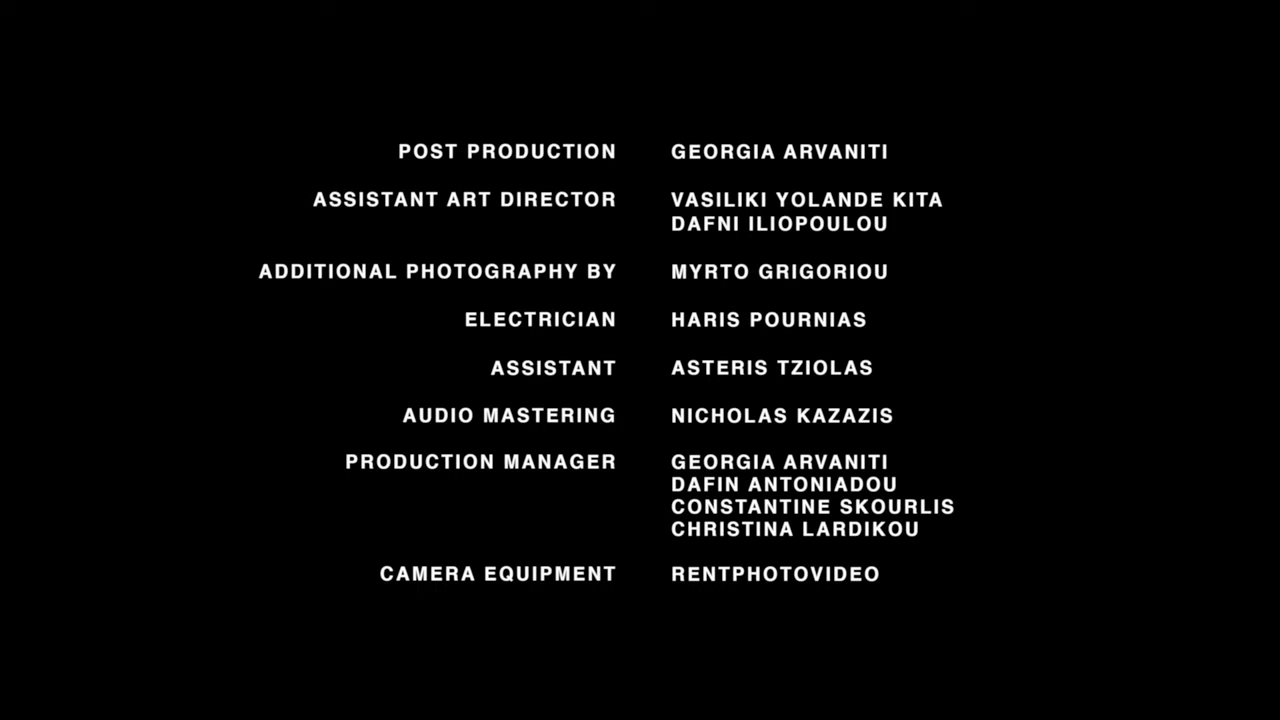 POST PRODUCTION GEORGIA ARVANITI
ASSISTANT ART DIRECTOR VASILIKI YOLANDE KITA
DAFNI ILIOPOULOU
ADDITIONAL PHOTOGRAPHY BY MYRTO GRIGORIOU
ELECTRICIAN HARIS POURNIAS
ASSISTANT ASTERIS TZIOLAS
AUDIO MASTERING NICHOLAS KAZAZIS
PRODUCTION MANAGER GEORGIA ARVANITI
DAFIN ANTONIADOU
CONSTANTINE SKOURLIS
CHRISTINA LARDIKOU
CAMERA EQUIPMENT RENTPHOTOVIDEO